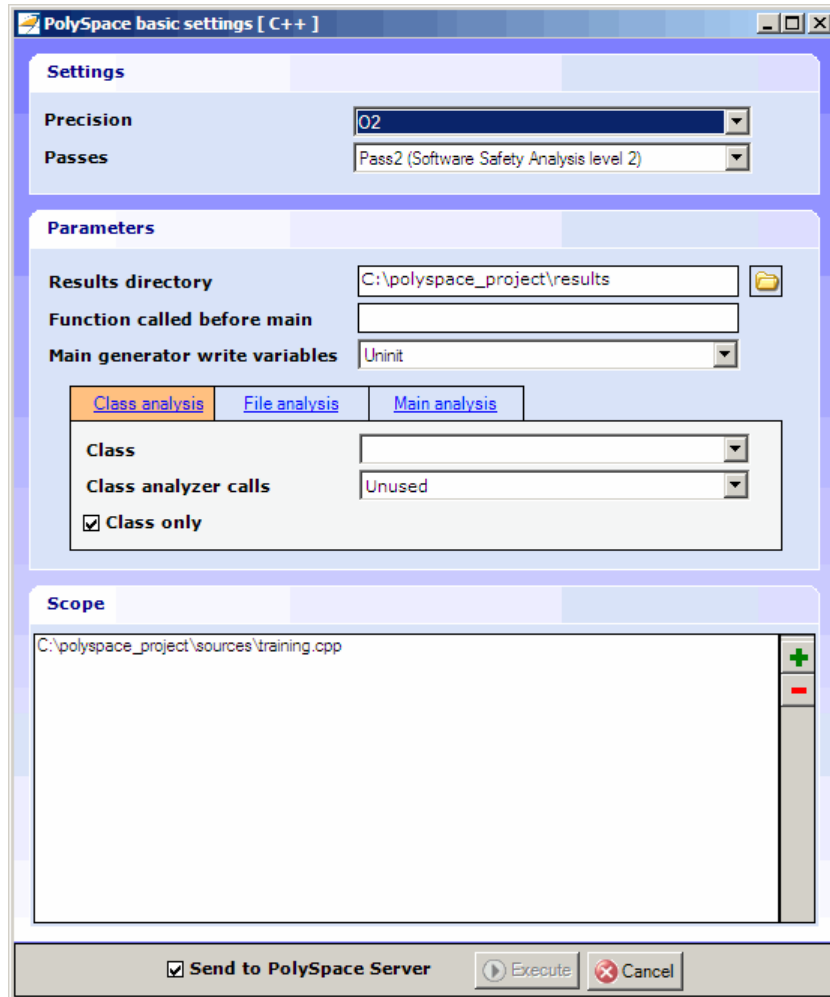 PolySpace basic settings [ C++ ]
Settings
Precision O2
Passes Pass2 (Software Safety Analysis level 2)
Parameters
Results directory C:\polyspace_project\results
Function called before main
Main generator write variables Uninit
Class analysis File analysis Main analysis
Class
Class analyzer calls Unused
Class only
Scope
C:\polyspace_project\sources\training.cpp
Send to PolySpace Server Execute Cancel